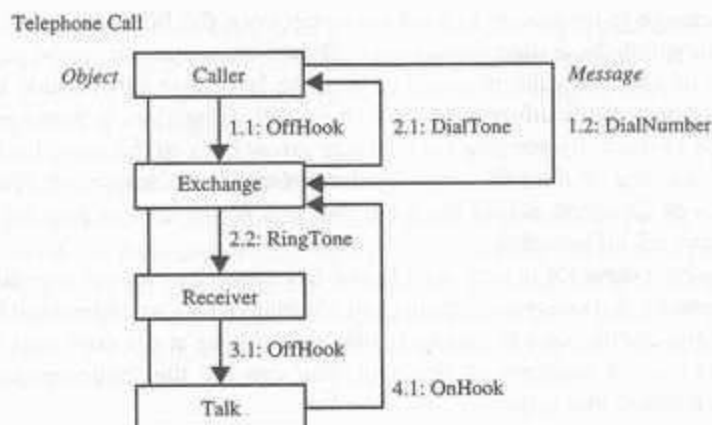 Telephone Call
Object
Caller
Message
1.1: OffHook
2.1: DialTone
1.2: DialNumber
Exchange
2.2: RingTone
Receiver
3.1: OffHook
4.1: OnHook
Talk